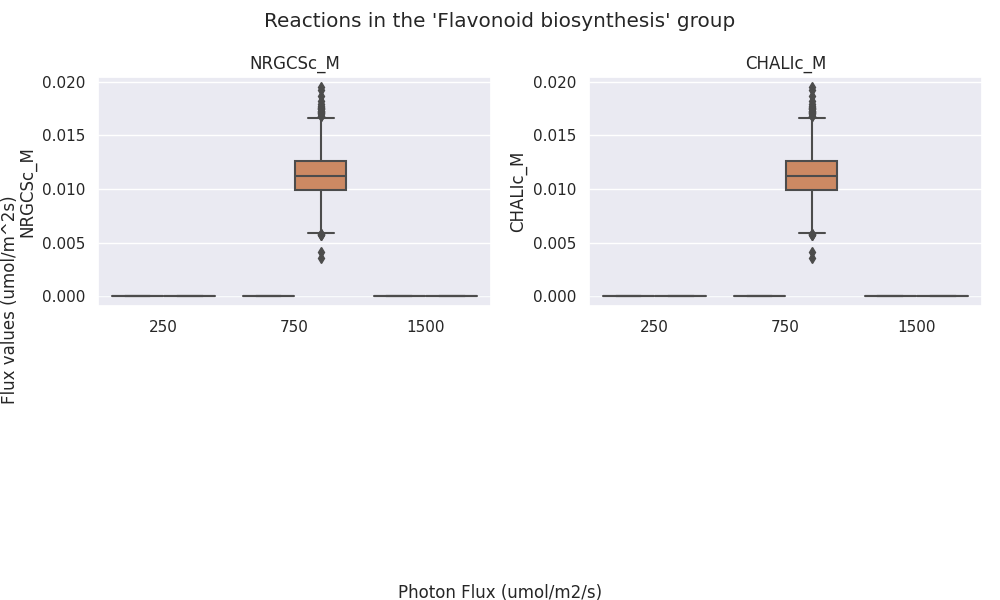 Reactions in the 'Flavonoid biosynthesis' group
NRGCSc_M
CHALIc_M
0.020
0.015
0.010
0.005
0.000
NRGCSc_M
Flux values (umol/m^2s)
250
750
1500
0.020
0.015
0.010
0.005
0.000
CHALIc_M
250
750
1500
Photon Flux (umol/m2/s)